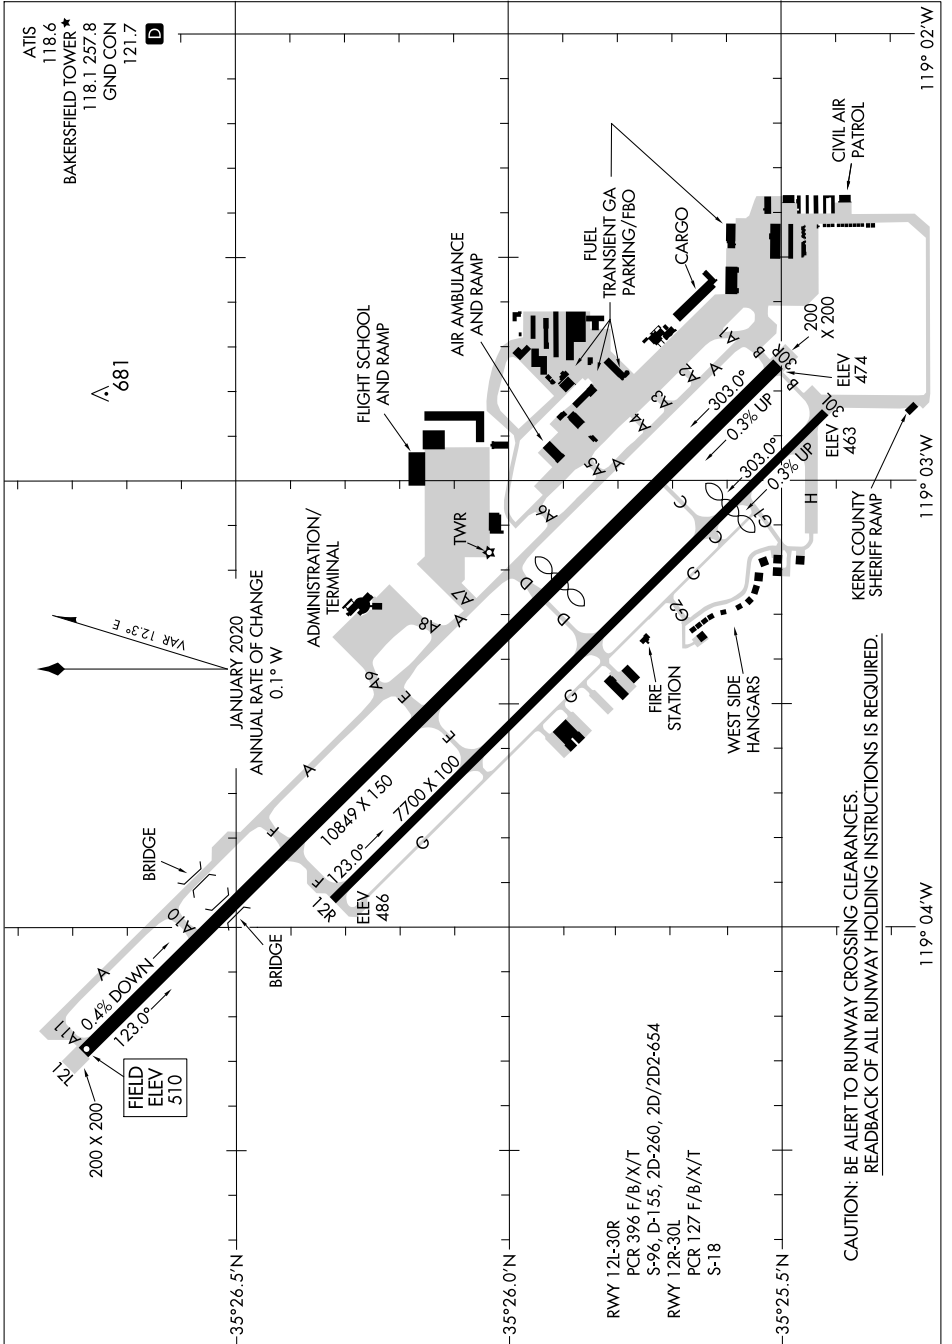 ATIS
118.6
BAKERSFIELD TOWER★
118.1 257.8
GND CON
121.7
D
119° 02'W
119° 03'W
119° 04'W
35°26.5'N
35°26.0'N
35°25.5'N
681
VAR 12.3° E
JANUARY 2020
ANNUAL RATE OF CHANGE
0.1° W
FLIGHT SCHOOL
AND RAMP
AIR AMBULANCE
AND RAMP
FUEL
TRANSIENT GA
PARKING/FBO
CARGO
CIVIL AIR
PATROL
ADMINISTRATION/
TERMINAL
TWR
BRIDGE
BRIDGE
A11
A
A10
A
A9
A8
A
A7
A6
A5
A
A4
A3
A2
A
A1
B
B
C
C
D
D
E
E
F
F
G
G
G
G1
G2
H
12L
200 X 200
FIELD
ELEV
510
0.4% DOWN
123.0°
10849 X 150
303.0°
0.3% UP
30R
200
X 200
ELEV
474
12R
ELEV
486
123.0°
7700 X 100
303.0°
0.3% UP
30L
ELEV
463
FIRE
STATION
WEST SIDE
HANGARS
KERN COUNTY
SHERIFF RAMP
RWY 12L-30R
PCR 396 F/B/X/T
S-96, D-155, 2D-260, 2D/2D2-654
RWY 12R-30L
PCR 127 F/B/X/T
S-18
CAUTION: BE ALERT TO RUNWAY CROSSING CLEARANCES.
READBACK OF ALL RUNWAY HOLDING INSTRUCTIONS IS REQUIRED.